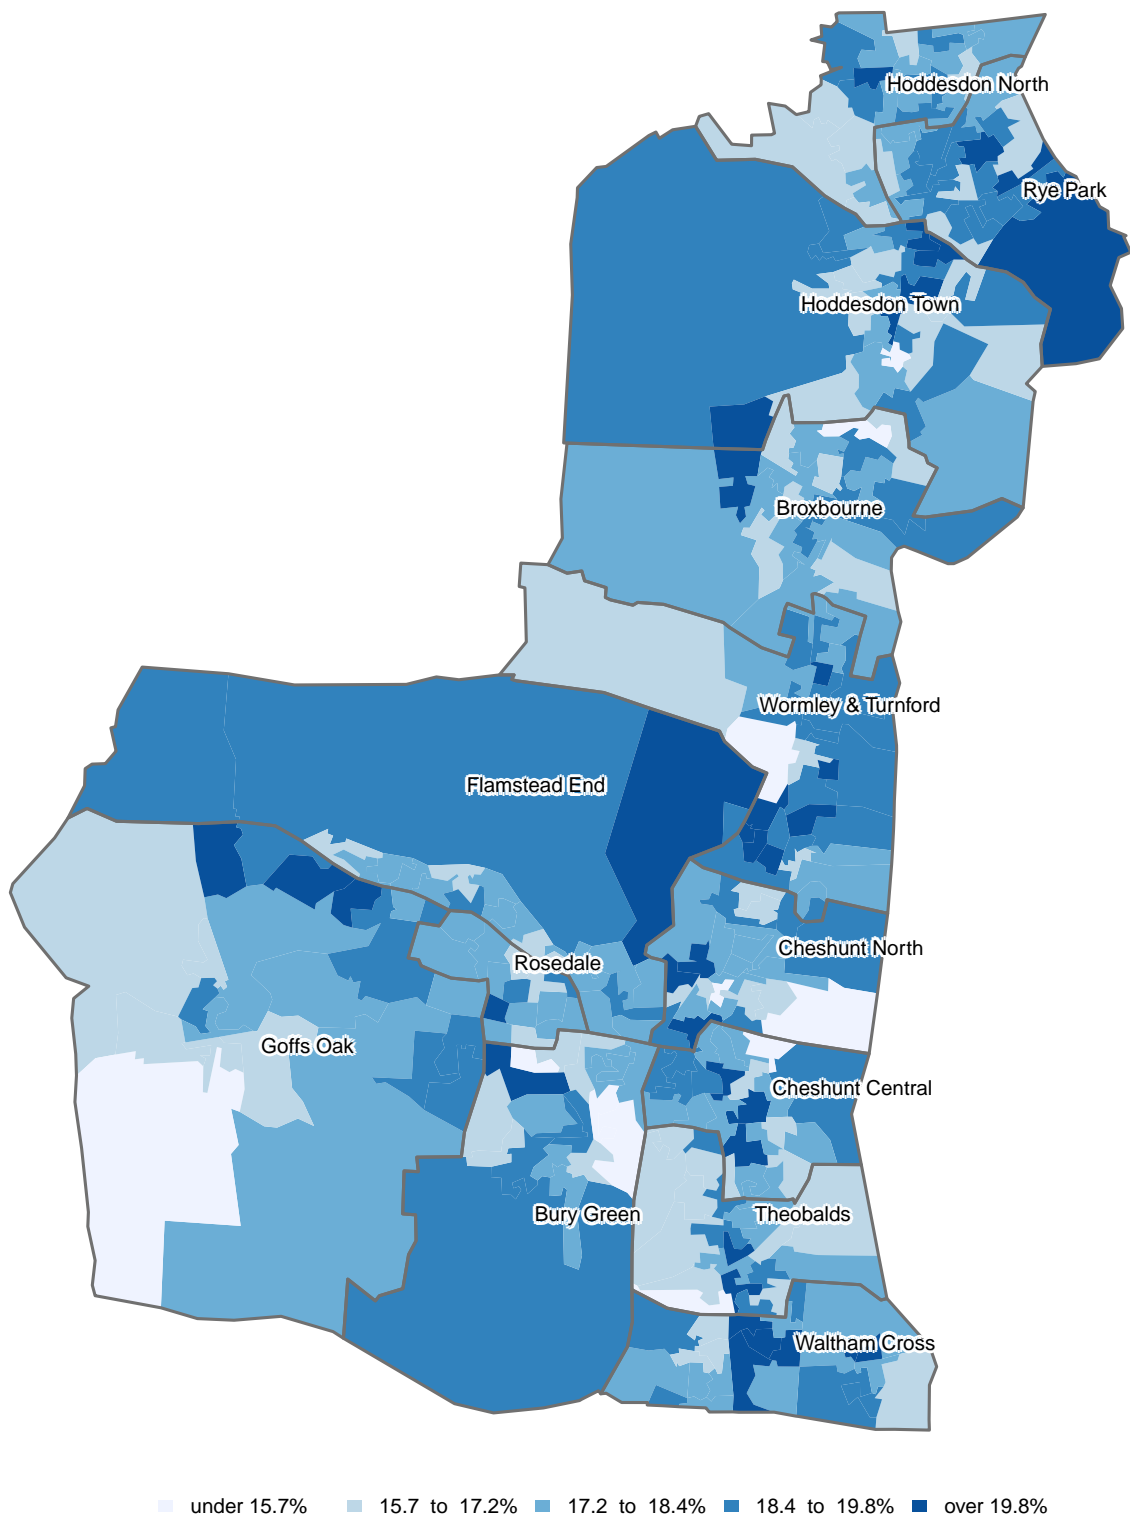 Hoddesdon North
Rye Park
Hoddesdon Town
Broxbourne
Wormley & Turnford
Flamstead End
Cheshunt North
Rosedale
Goffs Oak
Cheshunt Central
Bury Green
Theobalds
Waltham Cross
under 15.7% 15.7 to 17.2% 17.2 to 18.4% 18.4 to 19.8% over 19.8%